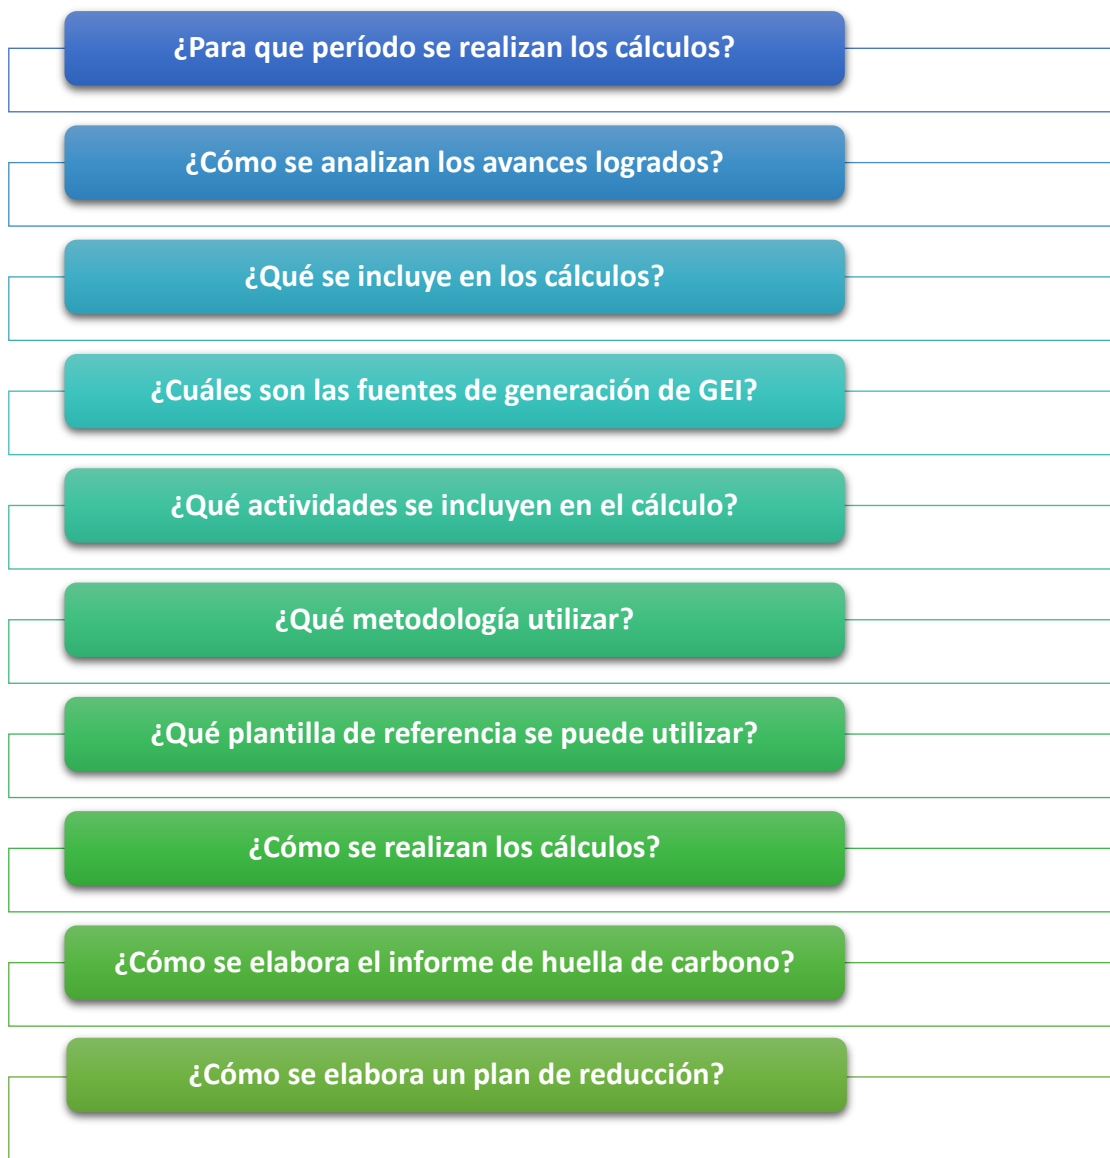 ¿Para que período se realizan los cálculos?
¿Cómo se analizan los avances logrados?
¿Qué se incluye en los cálculos?
¿Cuáles son las fuentes de generación de GEI?
¿Qué actividades se incluyen en el cálculo?
¿Qué metodología utilizar?
¿Qué plantilla de referencia se puede utilizar?
¿Cómo se realizan los cálculos?
¿Cómo se elabora el informe de huella de carbono?
¿Cómo se elabora un plan de reducción?